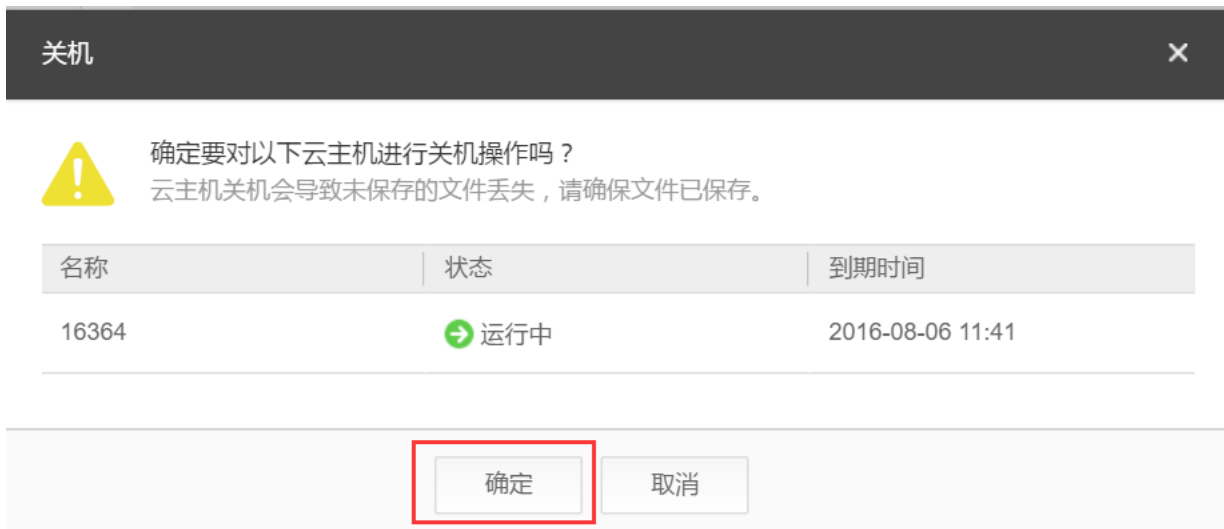 关机
确定要对以下云主机进行关机操作吗？
云主机关机会导致未保存的文件丢失，请确保文件已保存。
名称 状态 到期时间
16364 运行中 2016-08-06 11:41
确定 取消